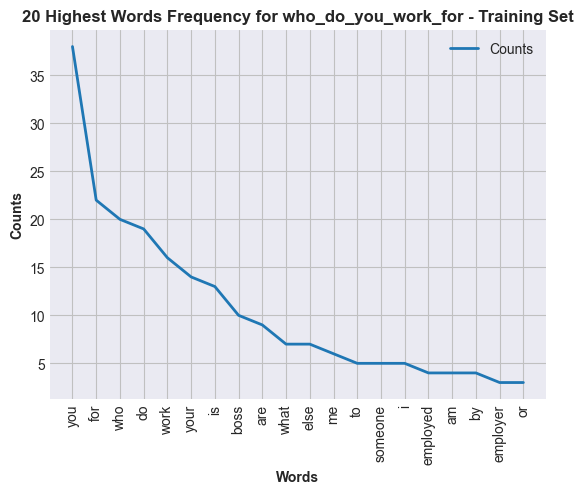 20 Highest Words Frequency for who_do_you_work_for - Training Set
Counts
Counts
35
30
25
20
15
10
5
you
for
who
do
work
your
is
boss
are
what
else
me
to
someone
i
employed
am
by
employer
or
Words